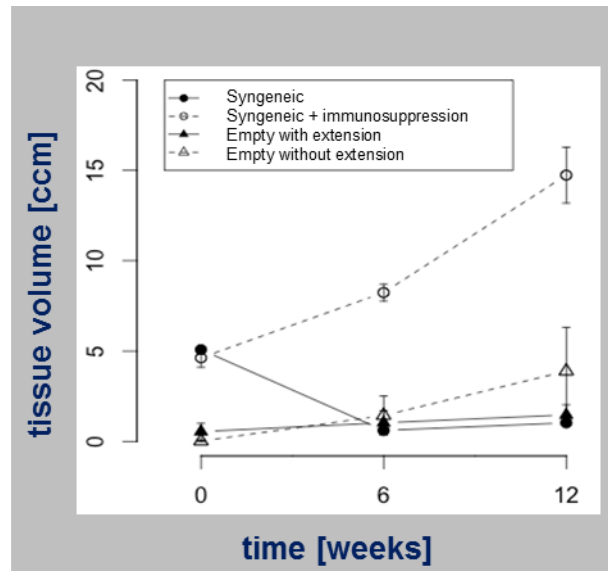 20
15
10
5
0
tissue volume [ccm]
Syngeneic
Syngeneic + immunosuppression
Empty with extension
Empty without extension
0 6 12
time [weeks]